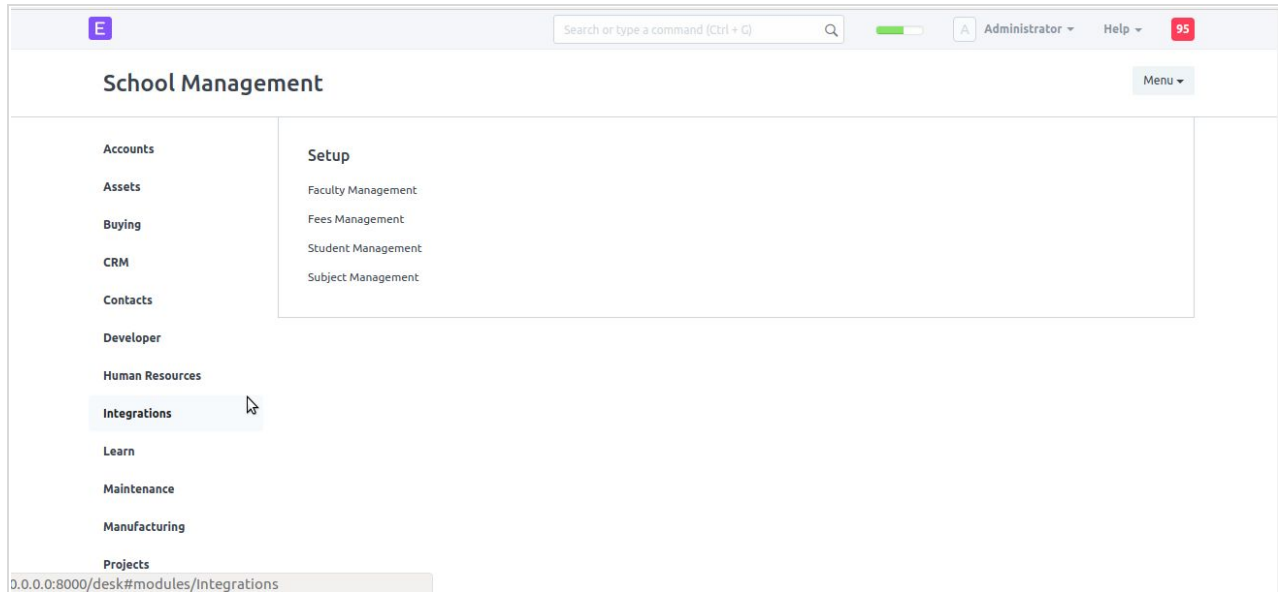 E
Search or type a command (Ctrl + G)
A Administrator Help 95
School Management
Menu
Accounts
Assets
Buying
CRM
Contacts
Developer
Human Resources
Integrations
Learn
Maintenance
Manufacturing
Projects
Setup
Faculty Management
Fees Management
Student Management
Subject Management
0.0.0.0:8000/desk#modules/Integrations